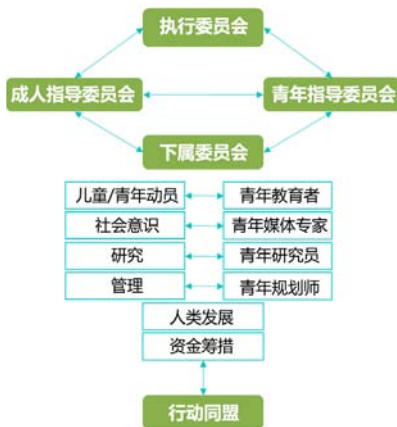 执行委员会
成人指导委员会 青年指导委员会
下属委员会
儿童/青年动员 青年教育者
社会意识 青年媒体专家
研究 青年研究员
管理 青年规划师
人类发展
资金筹措
行动同盟